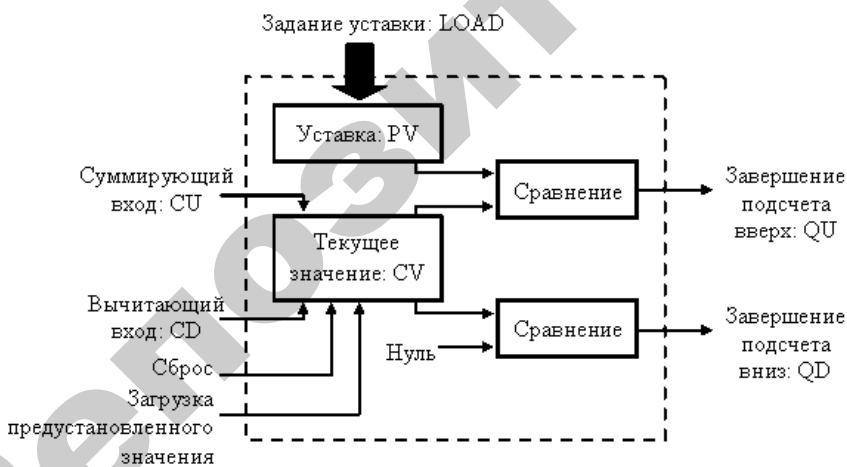 Задание уставки: LOAD
Уставка: PV
Суммирующий
вход: CU
Сравнение
Завершение
подсчета
вверх: QU
Текущее
значение: CV
Вычитающий
вход: CD
Сравнение
Завершение
подсчета
вниз: QD
Нуль
Сброс
Загрузка
предустановленного
значения